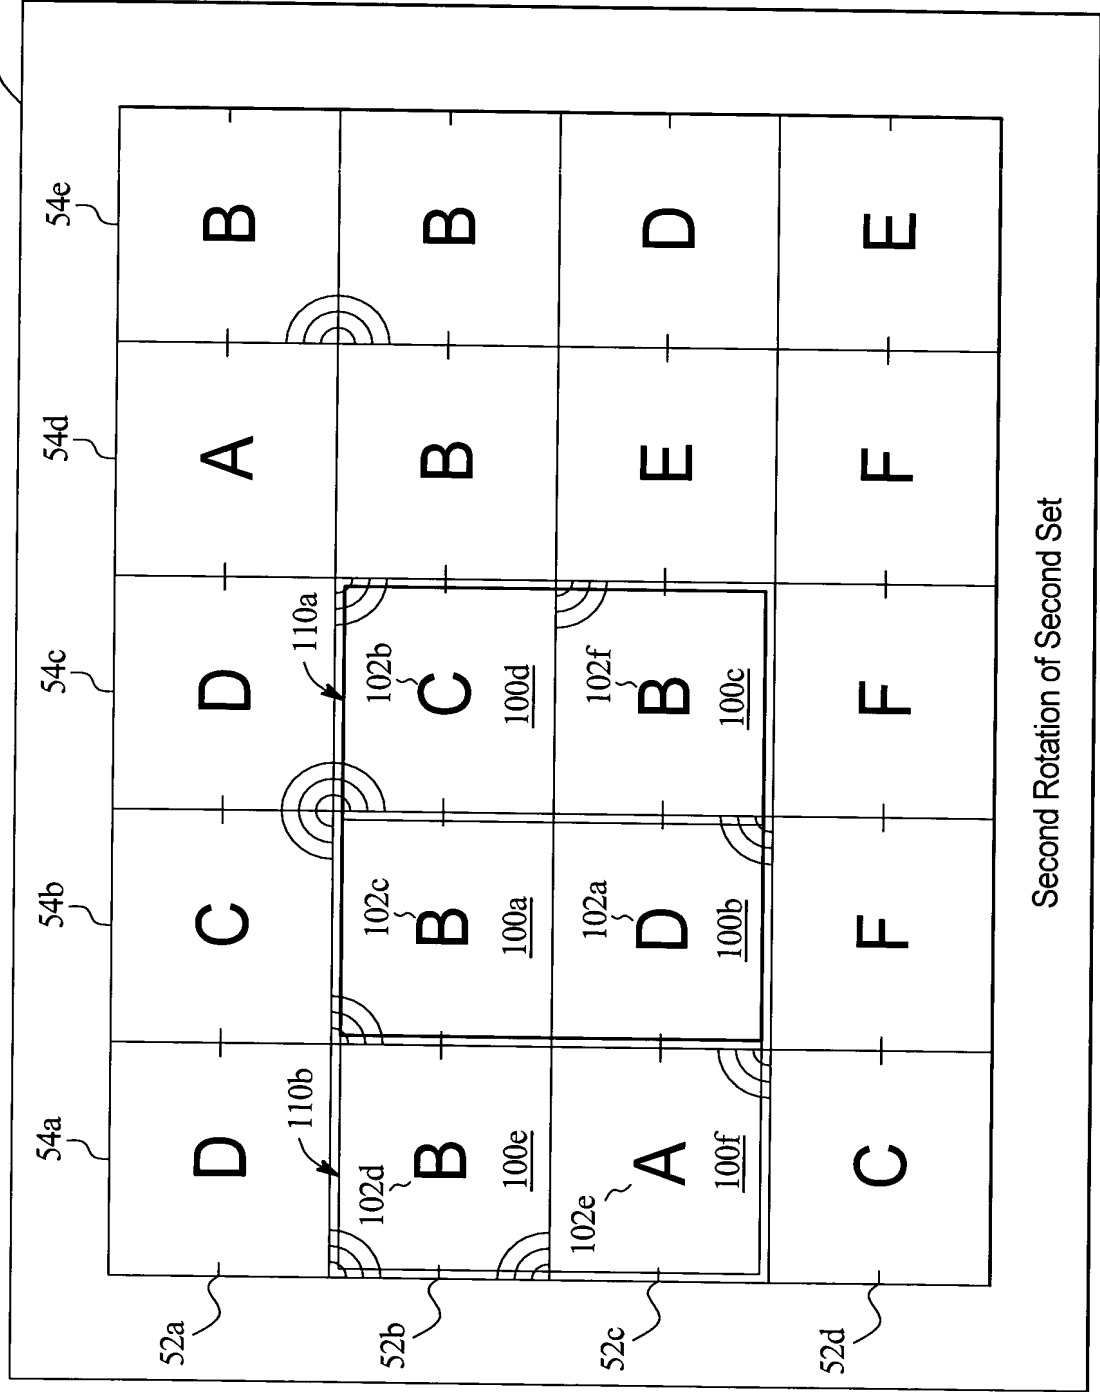 54a 54b 54c 54d 54e
52a D C D A B
110b 110a
102d 102c 102b
52b B B C B B
100e 100a 100d
102e 102a 102f
52c A D B E D
100f 100b 100c
52d C F F F E
Second Rotation of Second Set